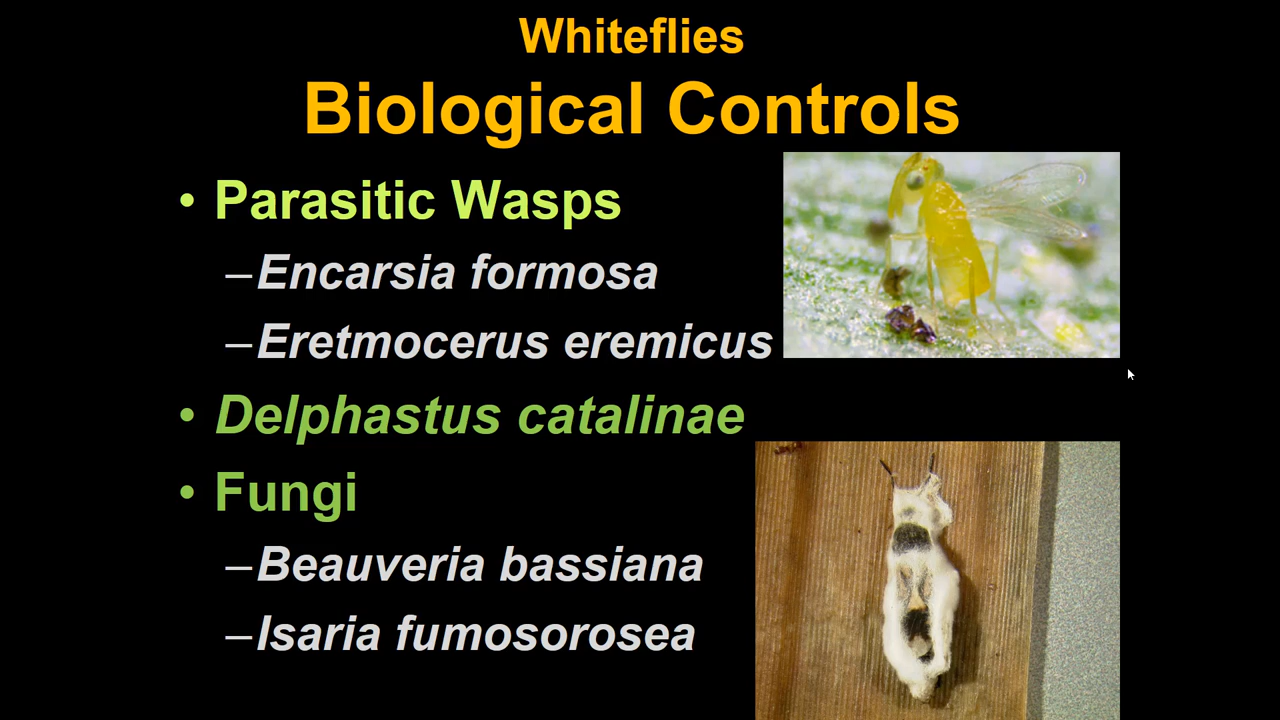 Whiteflies
Biological Controls
• Parasitic Wasps
–Encarsia formosa
–Eretmocerus eremicus
• Delphastus catalinae
• Fungi
–Beauveria bassiana
–Isaria fumosorosea